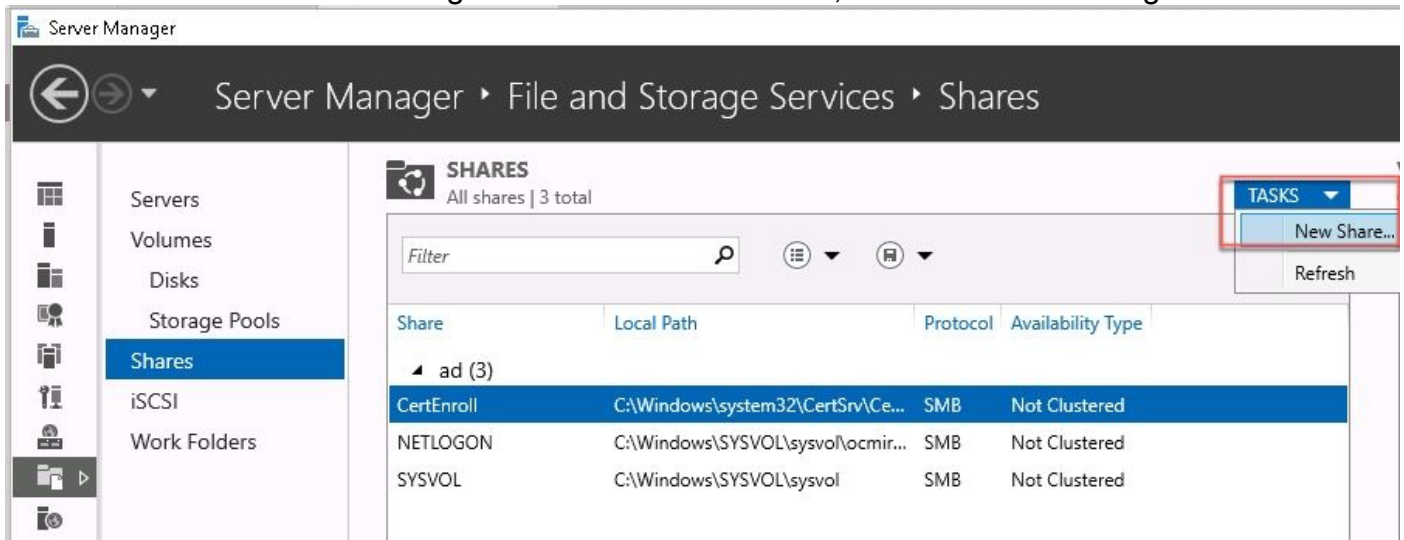 Server Manager
Server Manager ‣ File and Storage Services ‣ Shares
Servers
Volumes
Disks
Storage Pools
Shares
iSCSI
Work Folders
SHARES
All shares | 3 total
TASKS
New Share...
Refresh
Filter
Share Local Path Protocol Availability Type
ad (3)
CertEnroll C:\Windows\system32\CertSrv\Ce... SMB Not Clustered
NETLOGON C:\Windows\SYSVOL\sysvol\ocmir... SMB Not Clustered
SYSVOL C:\Windows\SYSVOL\sysvol SMB Not Clustered